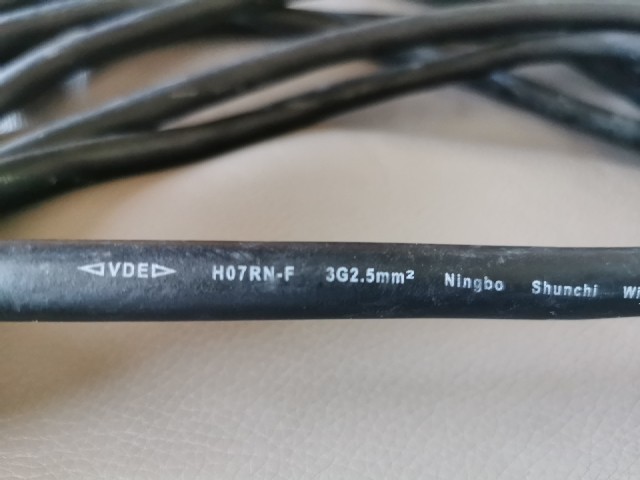 ◁VDE▷ H07RN-F 3G2.5mm² Ningbo Shunchi